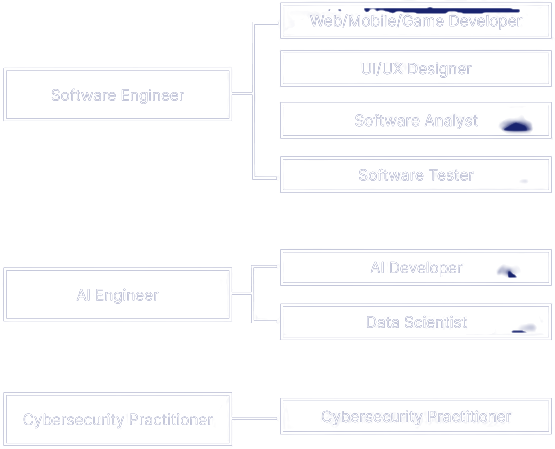 Software Engineer
Web/Mobile/Game Developer
UI/UX Designer
Software Analyst
Software Tester
AI Engineer
AI Developer
Data Scientist
Cybersecurity Practitioner
Cybersecurity Practitioner